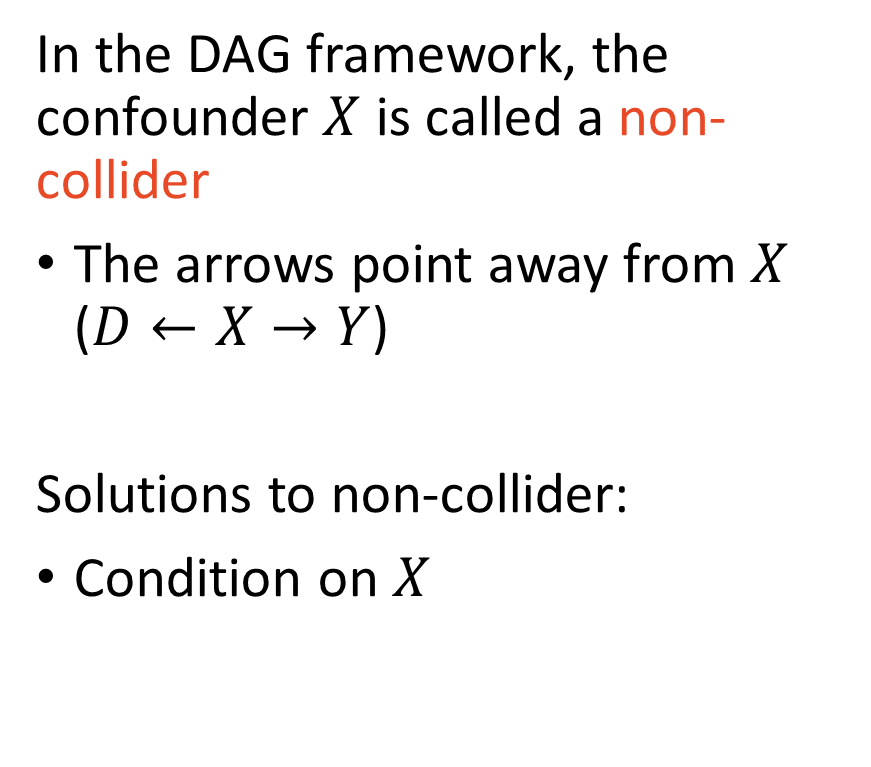 In the DAG framework, the
confounder X is called a non-
collider
• The arrows point away from X
(D ← X → Y)
Solutions to non-collider:
• Condition on X